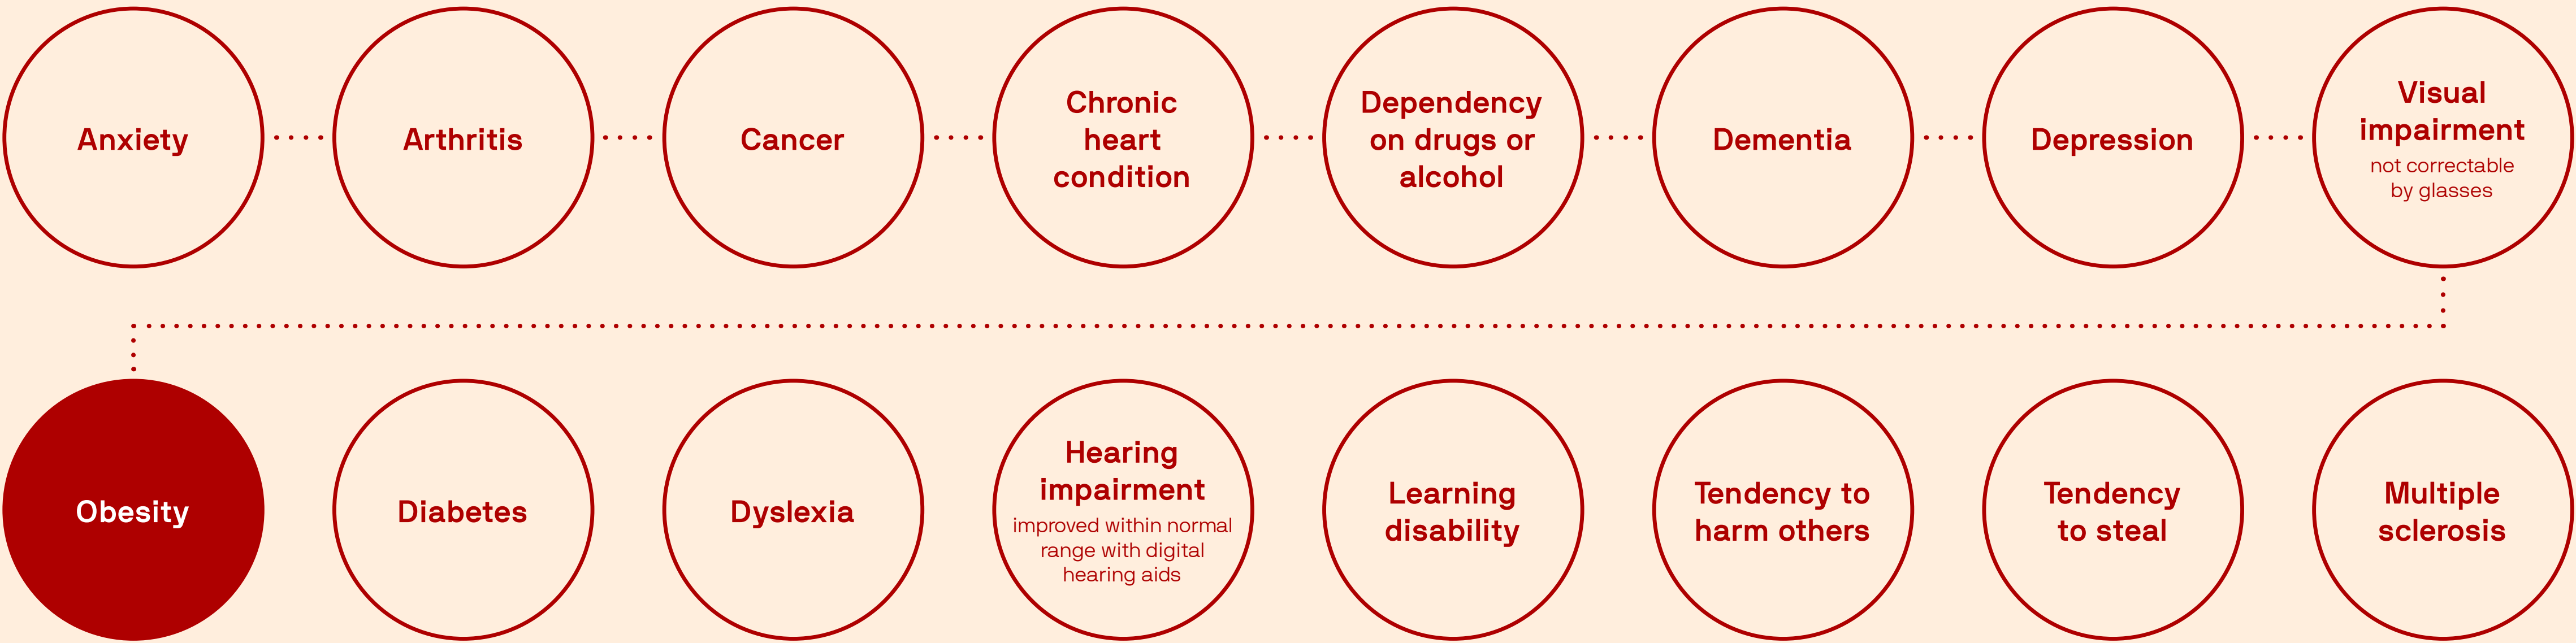 Anxiety
Arthritis
Cancer
Chronic
heart
condition
Dependency
on drugs or
alcohol
Dementia
Depression
Visual
impairment
not correctable
by glasses
Obesity
Diabetes
Dyslexia
Hearing
impairment
improved within normal
range with digital
hearing aids
Learning
disability
Tendency to
harm others
Tendency
to steal
Multiple
sclerosis